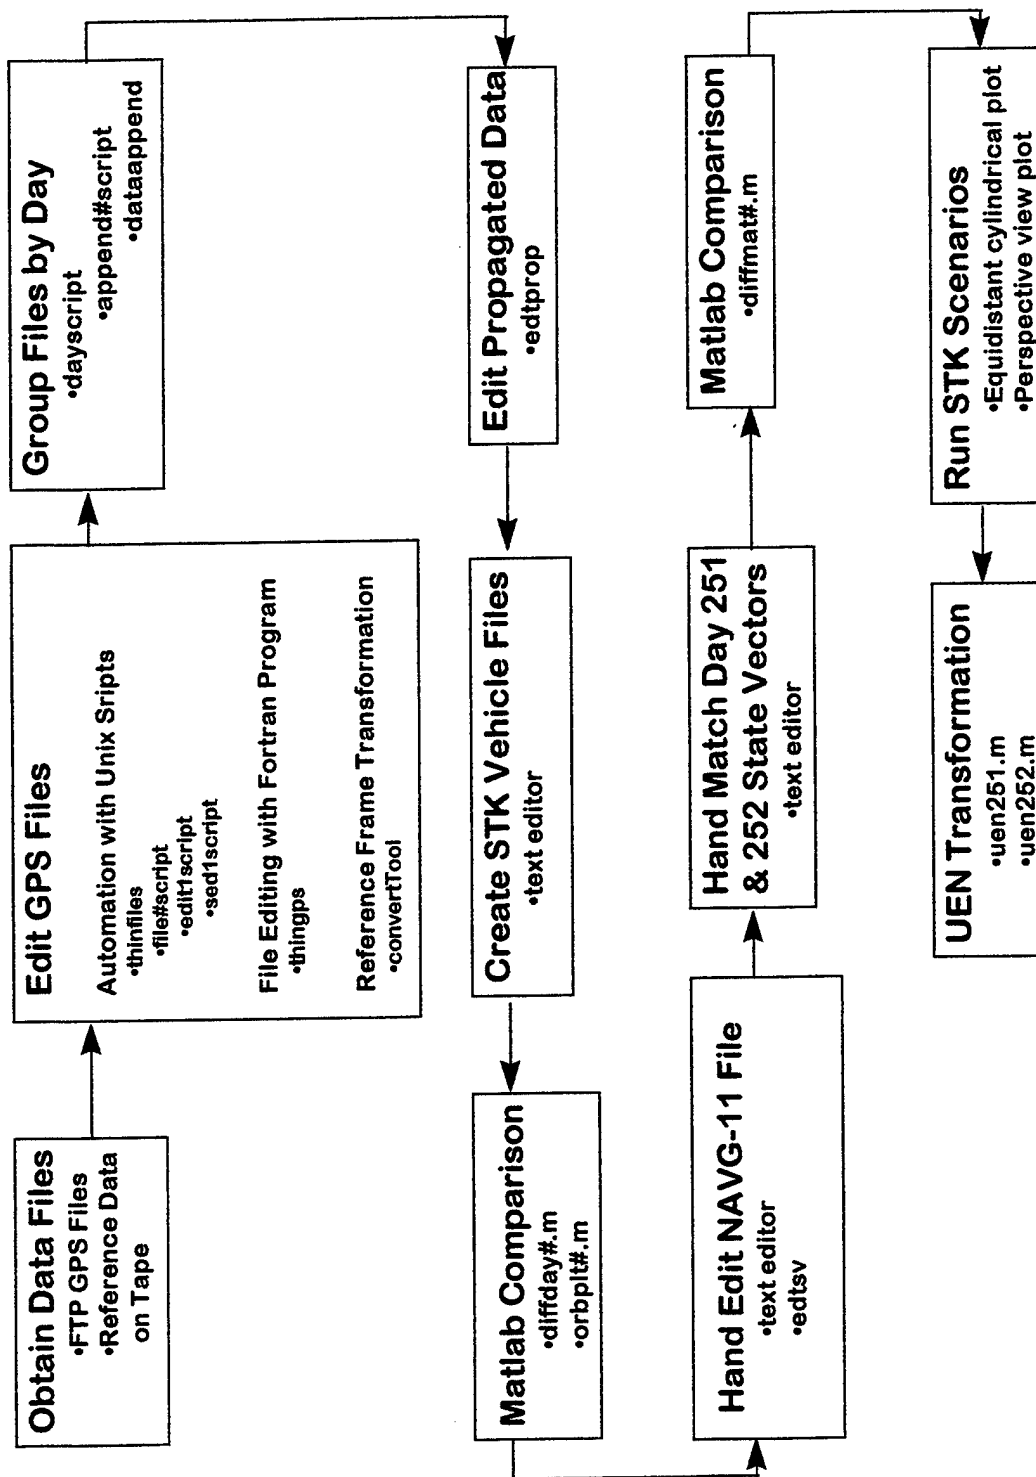 Obtain Data Files
•FTP GPS Files
•Reference Data
on Tape
Edit GPS Files
Automation with Unix Sripts
•thinfiles
•file#script
•edit1script
•sed1script
File Editing with Fortran Program
•thingps
Reference Frame Transformation
•convertTool
Group Files by Day
•dayscript
•append#script
•dataappend
Edit Propagated Data
•edtprop
Create STK Vehicle Files
•text editor
Matlab Comparison
•diffday#.m
•orbplt#.m
Hand Edit NAVG-11 File
•text editor
•edtsv
Hand Match Day 251
& 252 State Vectors
•text editor
Matlab Comparison
•diffmat#.m
Run STK Scenarios
•Equidistant cylindrical plot
•Perspective view plot
UEN Transformation
•uen251.m
•uen252.m